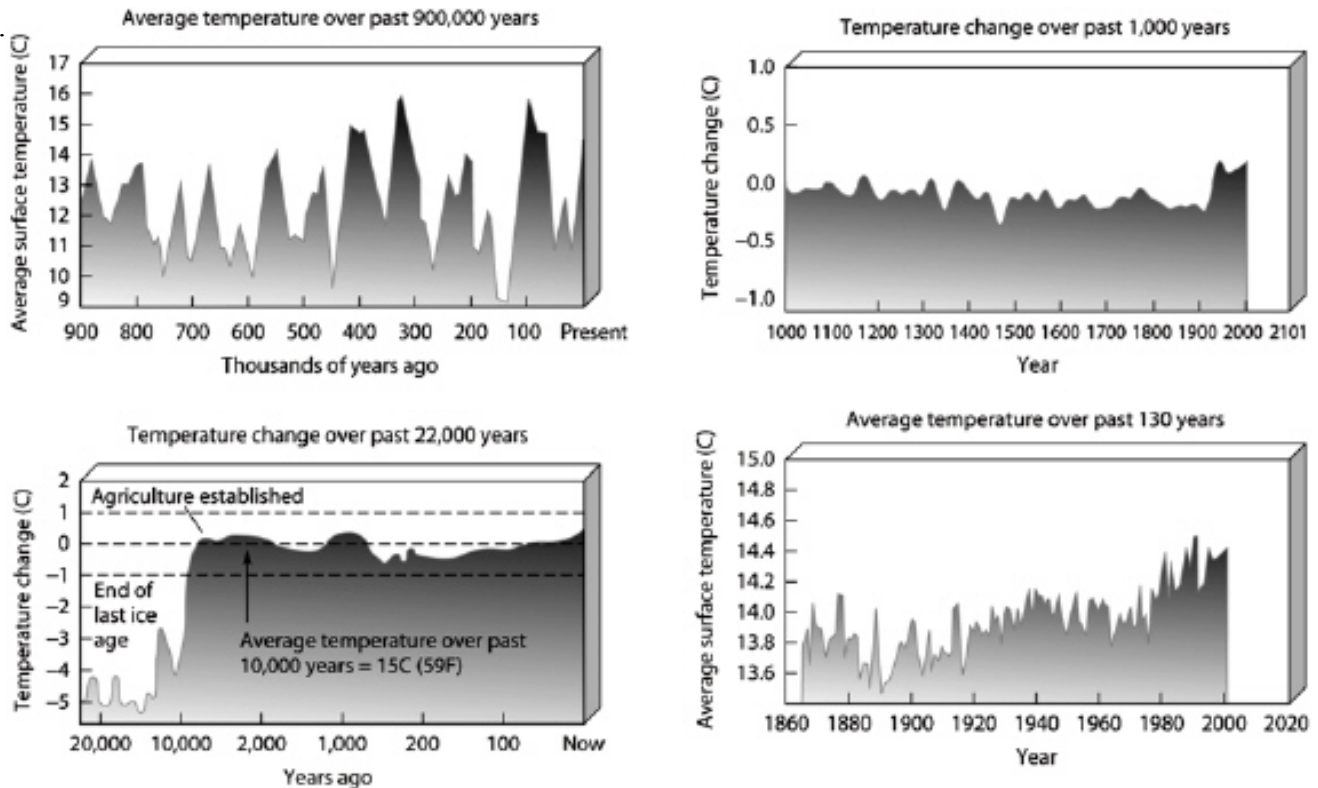 Average temperature over past 900,000 years
Average surface temperature (C)
17
16
15
14
13
12
11
10
9
900 800 700 600 500 400 300 200 100 Present
Thousands of years ago
Temperature change over past 1,000 years
Temperature change (C)
1.0
0.5
0.0
−0.5
−1.0
1000 1100 1200 1300 1400 1500 1600 1700 1800 1900 2000 2101
Year
Temperature change over past 22,000 years
Temperature change (C)
2
1
0
−1
−2
−3
−4
−5
Agriculture established
End of
last ice
age
Average temperature over past
10,000 years = 15C (59F)
20,000 10,000 2,000 1,000 200 100 Now
Years ago
Average temperature over past 130 years
Average surface temperature (C)
15.0
14.8
14.6
14.4
14.2
14.0
13.8
13.6
1860 1880 1900 1920 1940 1960 1980 2000 2020
Year